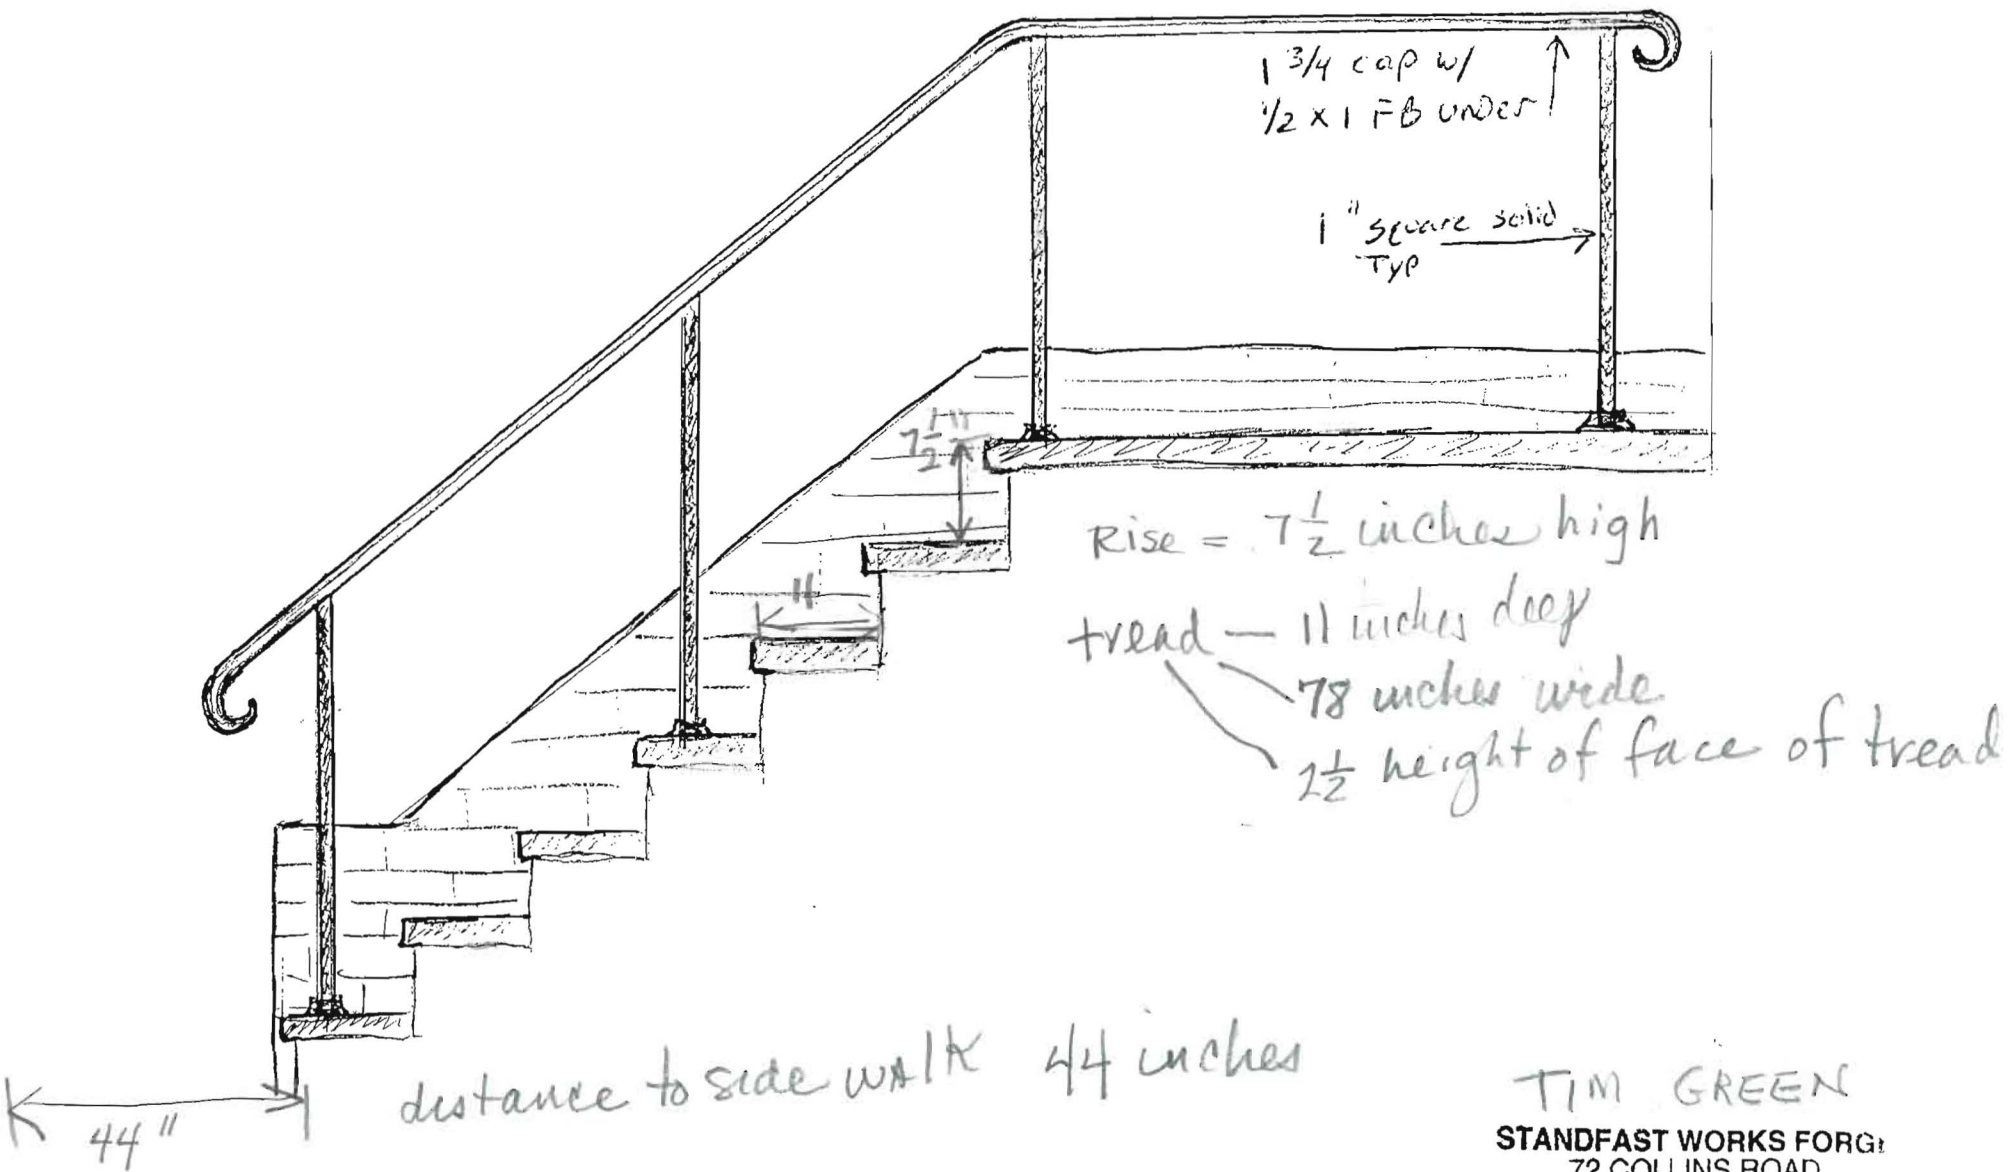 1 3/4 cap w/
1/2 x 1 FB under
1" square solid
Typ
7 1/2"
Rise = 7 1/2 inches high
11
tread — 11 inches deep
78 inches wide
2 1/2 height of face of tread
distance to side walk 44 inches
44"
TIM GREEN
STANDFAST WORKS FORG
72 COLLINS ROAD